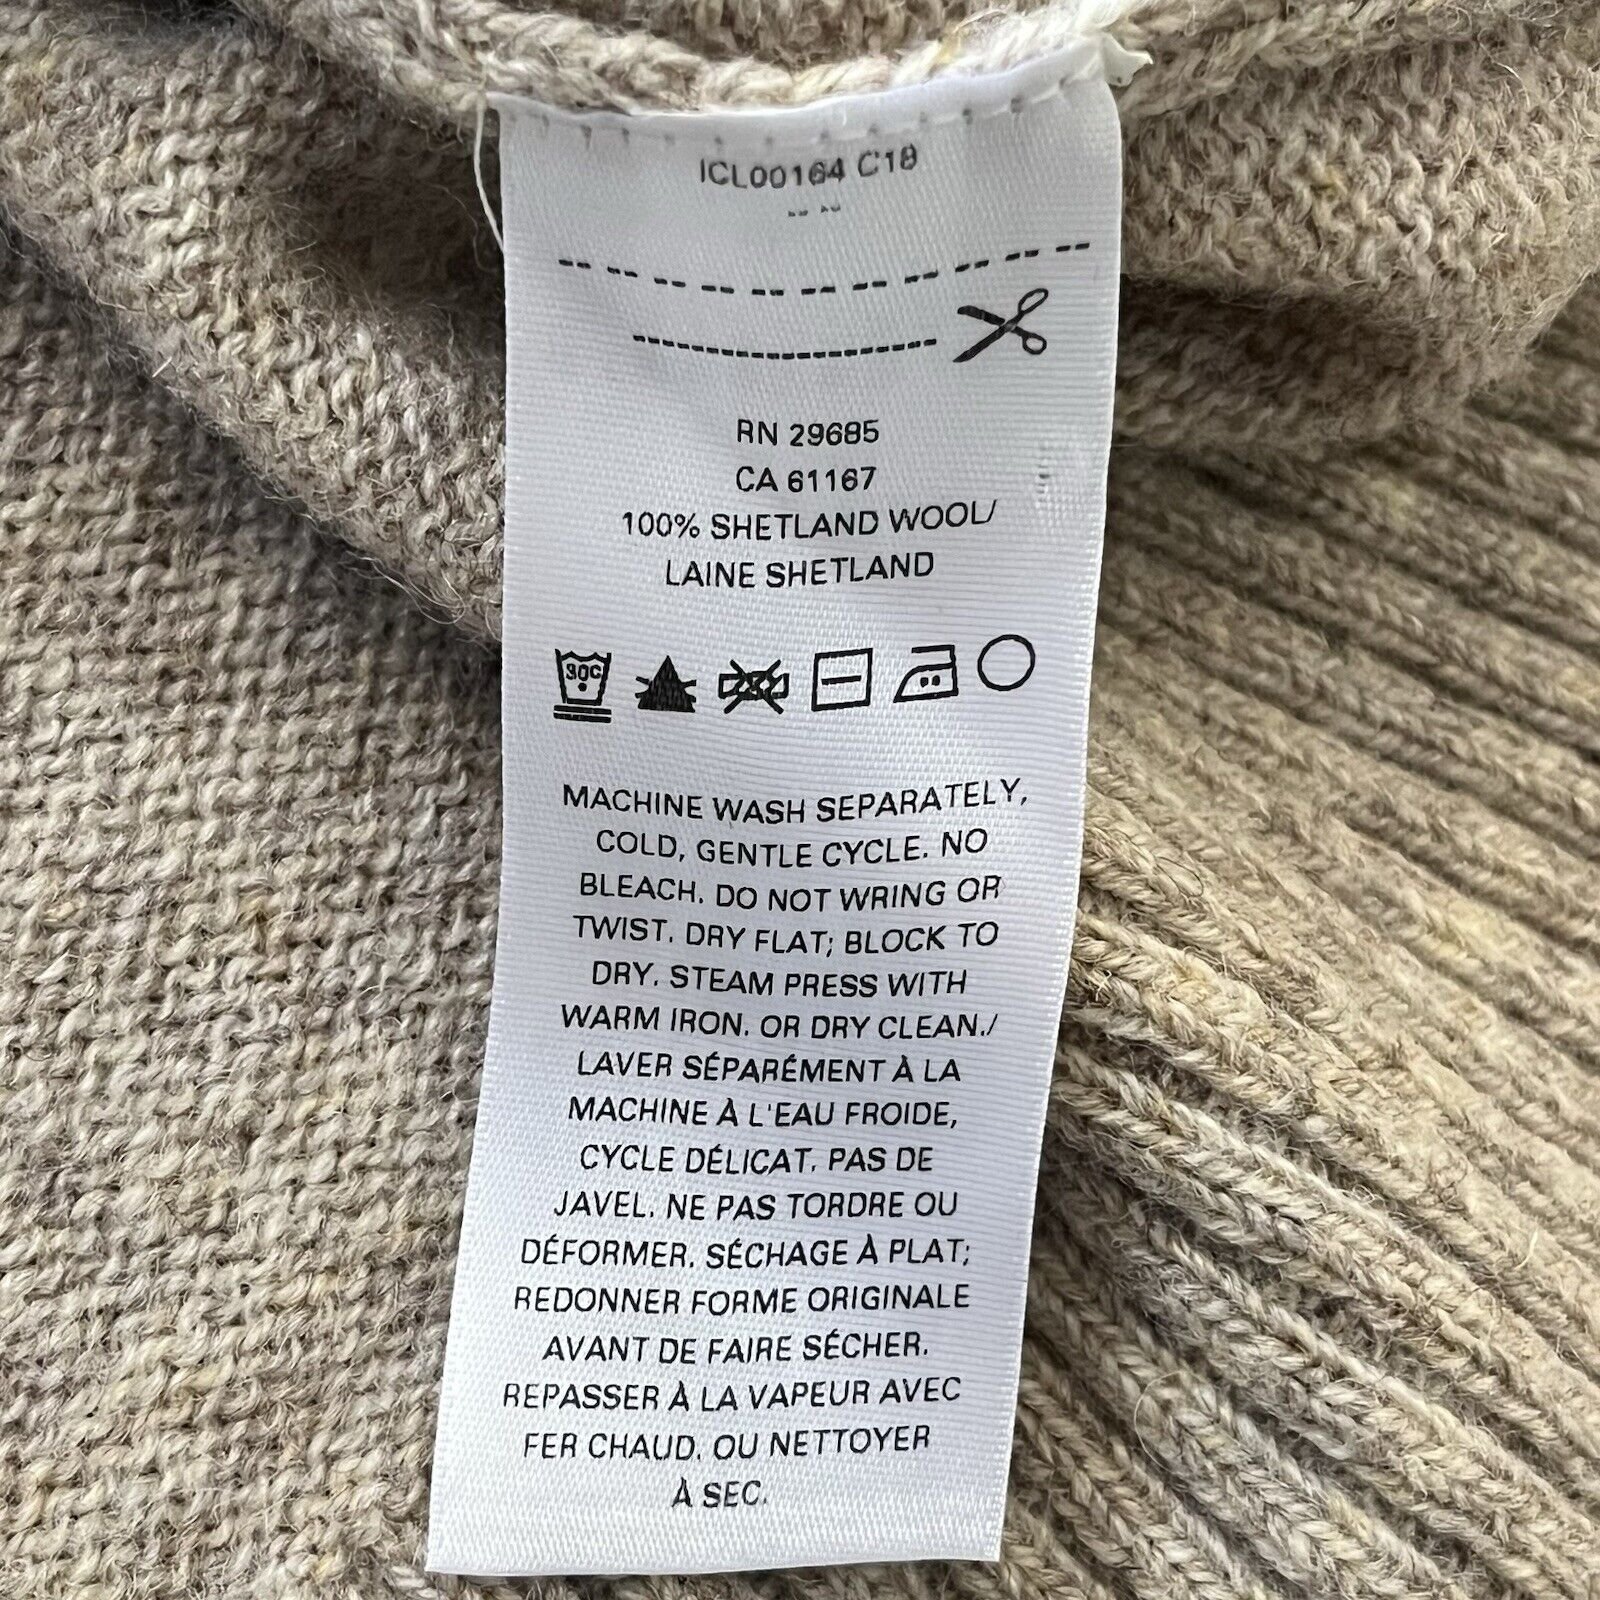 ICL00164 C18
RN 29685
CA 61167
100% SHETLAND WOOL/
LAINE SHETLAND
30C
MACHINE WASH SEPARATELY,
COLD, GENTLE CYCLE. NO
BLEACH. DO NOT WRING OR
TWIST. DRY FLAT; BLOCK TO
DRY. STEAM PRESS WITH
WARM IRON. OR DRY CLEAN./
LAVER SÉPARÉMENT À LA
MACHINE À L'EAU FROIDE,
CYCLE DÉLICAT. PAS DE
JAVEL. NE PAS TORDRE OU
DÉFORMER. SÉCHAGE À PLAT;
REDONNER FORME ORIGINALE
AVANT DE FAIRE SÉCHER.
REPASSER À LA VAPEUR AVEC
FER CHAUD. OU NETTOYER
À SEC.